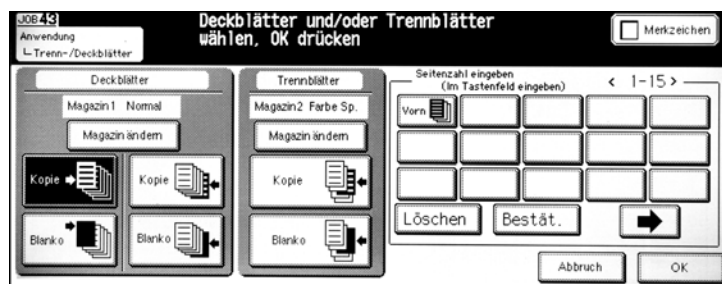 JOB 43
Anwendung
Trenn-/Deckblätter
Deckblätter und/oder Trennblätter
wählen, OK drücken
Merkzeichen
Deckblätter
Magazin1 Normal
Magazin ändern
Kopie
Kopie
Blanko
Blanko
Trennblätter
Magazin2 Farbe Sp.
Magazin ändern
Kopie
Blanko
Seitenzahl eingeben
(Im Tastenfeld eingeben)
< 1-15 >
Vorn
Löschen
Bestät.
Abbruch
OK